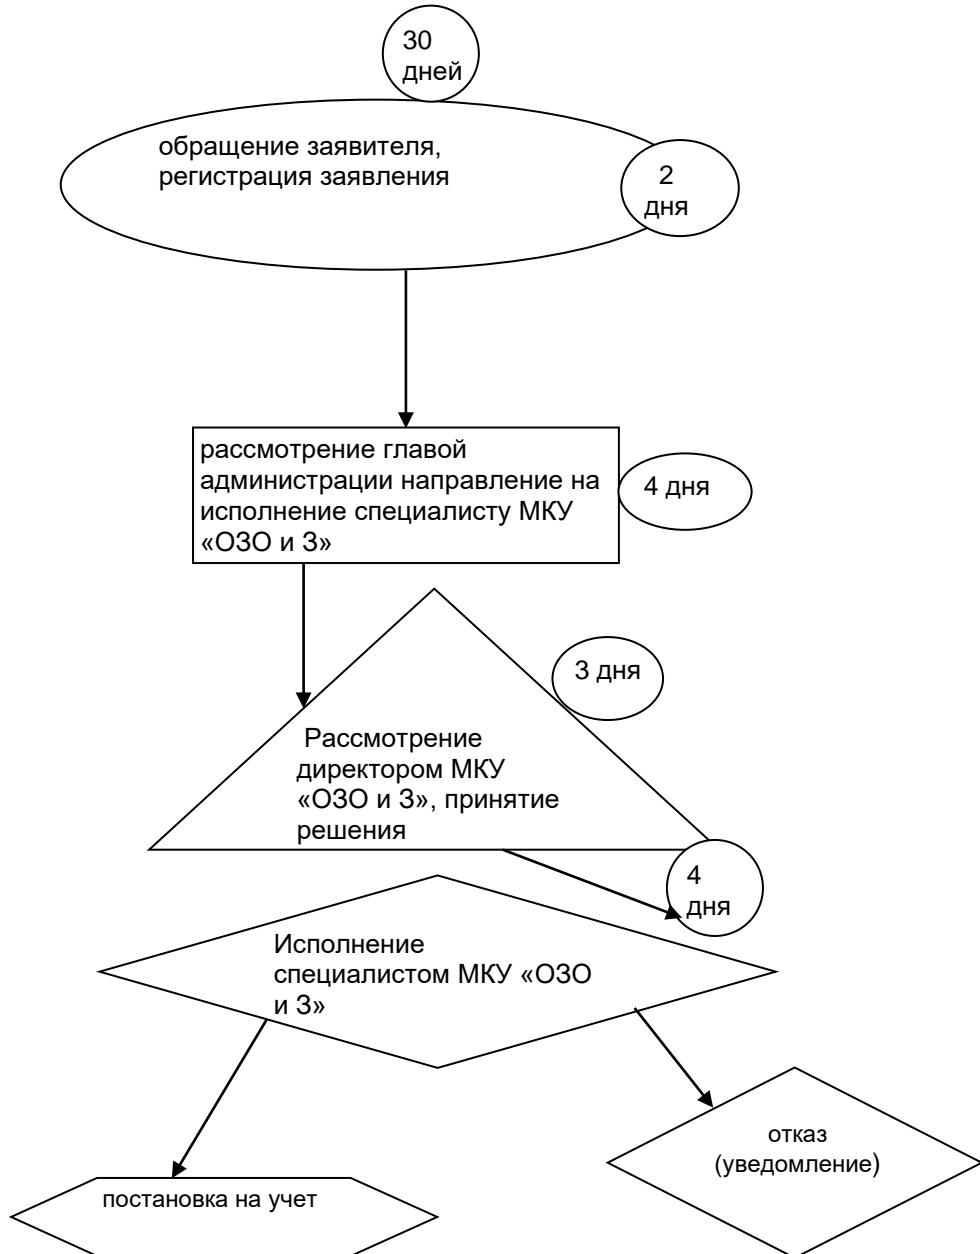 30
дней
обращение заявителя,
регистрация заявления
2
дня
рассмотрение главой
администрации направление на
исполнение специалисту МКУ
«ОЗО и З»
4 дня
3 дня
Рассмотрение
директором МКУ
«ОЗО и З», принятие
решения
4
дня
Исполнение
специалистом МКУ «ОЗО
и З»
отказ
(уведомление)
постановка на учет